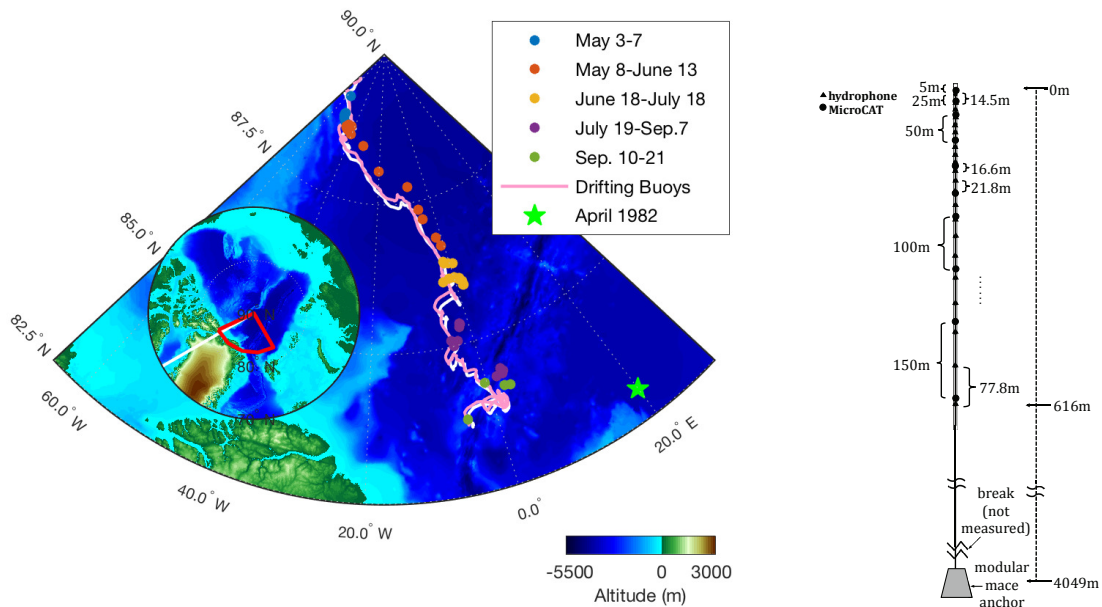 90.0° N
87.5° N
85.0° N
82.5° N
60.0° W
40.0° W
20.0° W
0.0°
20.0° E
May 3-7
May 8-June 13
June 18-July 18
July 19-Sep.7
Sep. 10-21
Drifting Buoys
April 1982
90° N
80° N
70° N
-5500
0
3000
Altitude (m)
hydrophone
MicroCAT
5m
25m
14.5m
0m
50m
16.6m
21.8m
100m
150m
77.8m
616m
break
(not
measured)
modular
mace
anchor
4049m